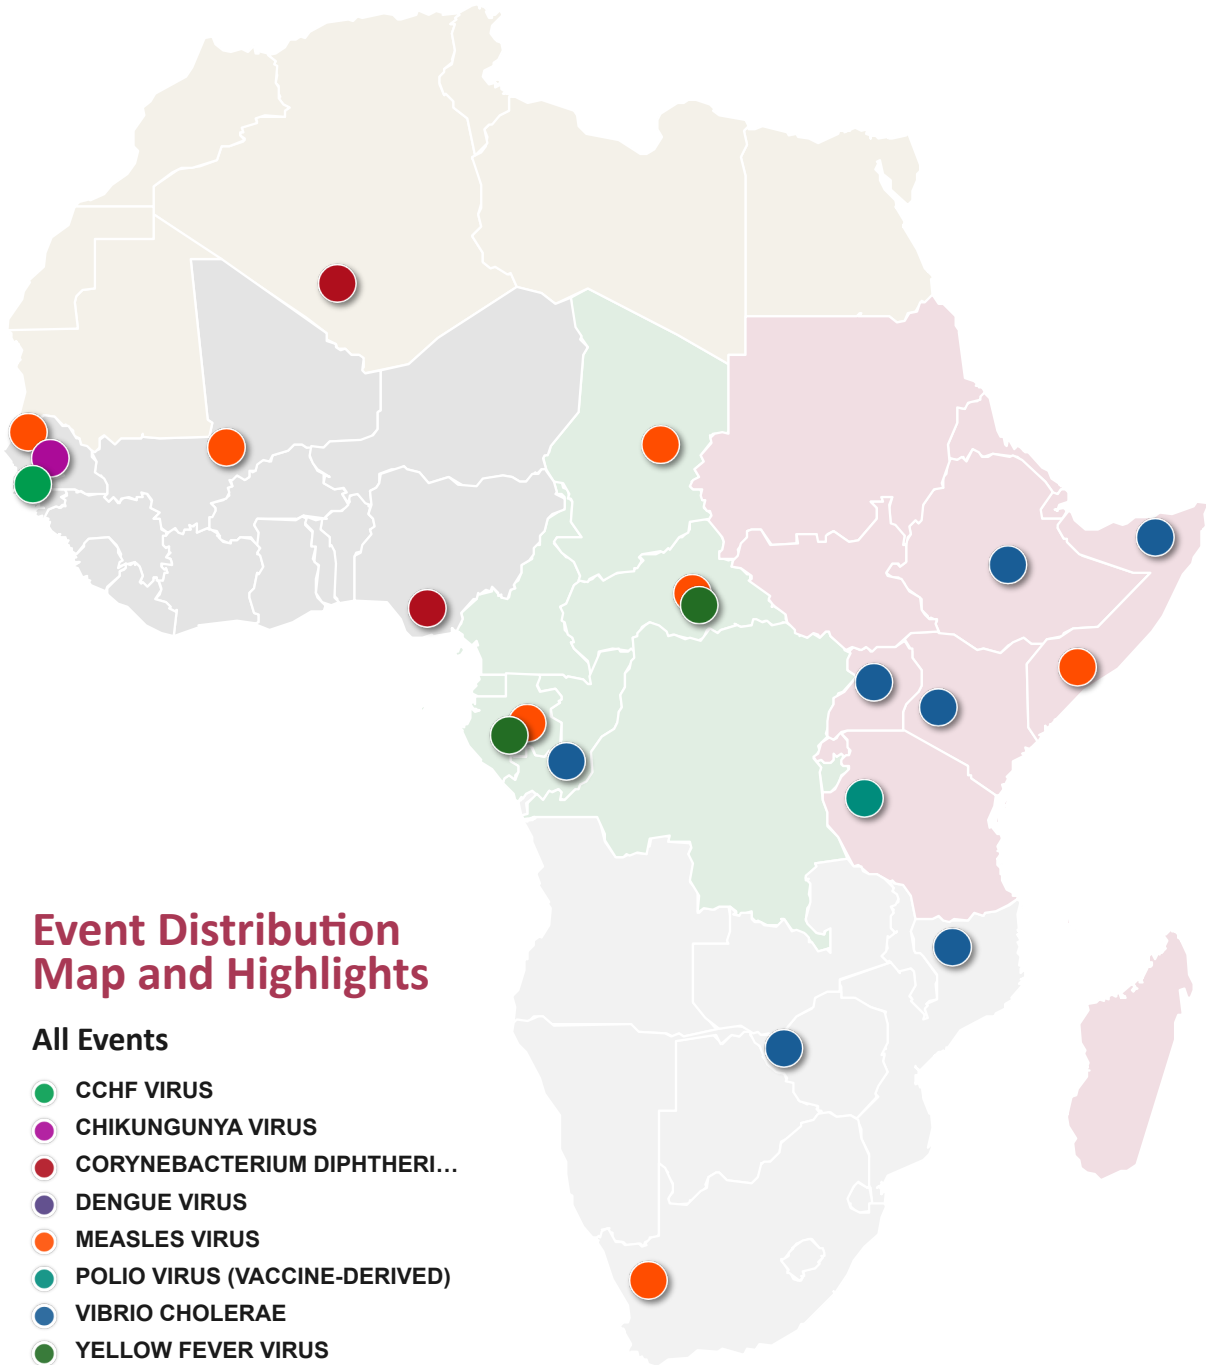 Event Distribution
Map and Highlights
All Events
CCHF VIRUS
CHIKUNGUNYA VIRUS
CORYNEBACTERIUM DIPHTHERI...
DENGUE VIRUS
MEASLES VIRUS
POLIO VIRUS (VACCINE-DERIVED)
VIBRIO CHOLERAE
YELLOW FEVER VIRUS